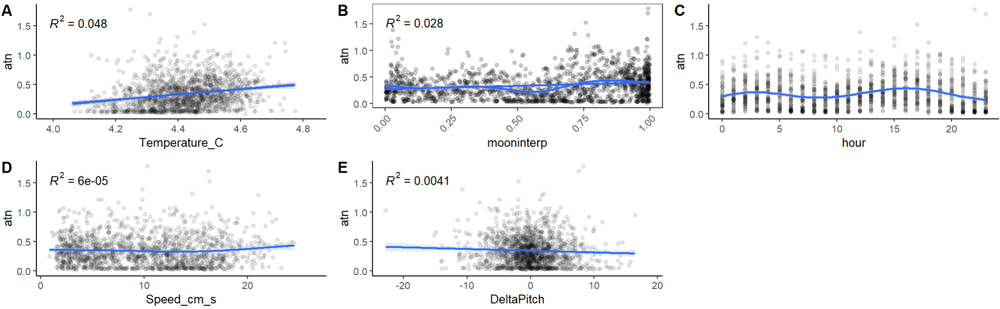 A
R² = 0.048
atn
1.5
1.0
0.5
0.0
4.0 4.2 4.4 4.6 4.8
Temperature_C
B
R² = 0.028
atn
1.5
1.0
0.5
0.0
0.00 0.25 0.50 0.75 1.00
mooninterp
C
atn
1.5
1.0
0.5
0.0
0 5 10 15 20
hour
D
R² = 6e-05
atn
1.5
1.0
0.5
0.0
0 10 20
Speed_cm_s
E
R² = 0.0041
atn
1.5
1.0
0.5
0.0
-20 -10 0 10 20
DeltaPitch